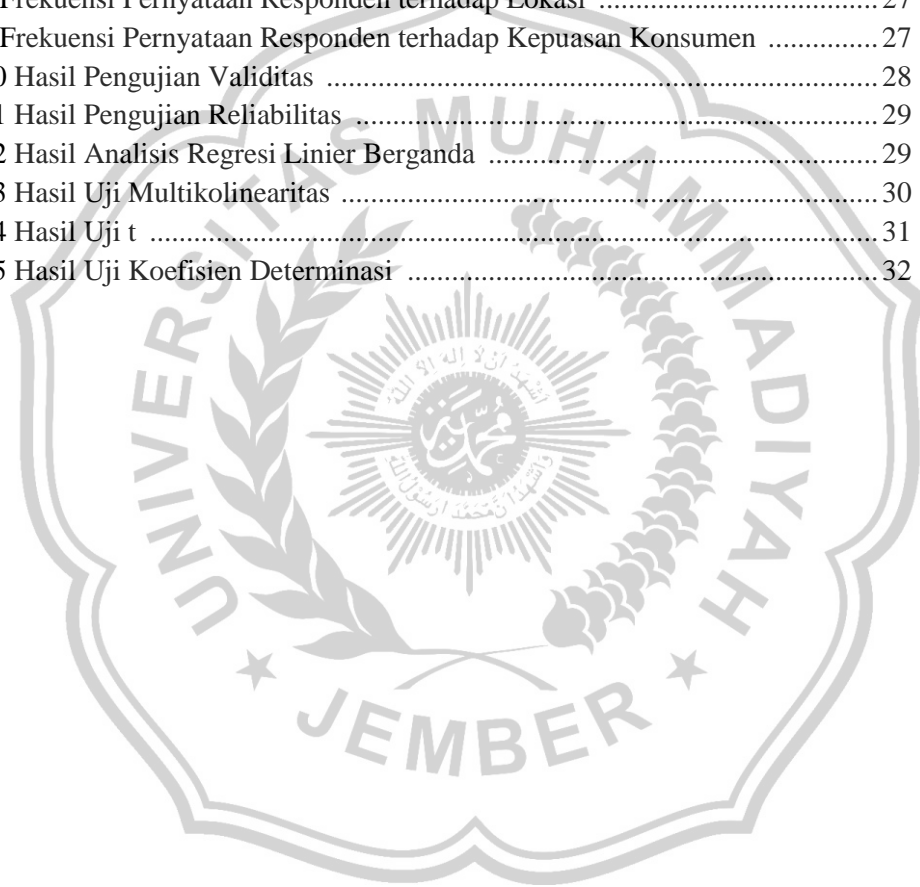 Frekuensi Pernyataan Responden terhadap Lokasi ........................................ 27
Frekuensi Pernyataan Responden terhadap Kepuasan Konsumen ............... 27
0 Hasil Pengujian Validitas ................................................................................ 28
1 Hasil Pengujian Reliabilitas ............................................................................ 29
2 Hasil Analisis Regresi Linier Berganda .......................................................... 29
3 Hasil Uji Multikolinearitas .............................................................................. 30
4 Hasil Uji t ........................................................................................................ 31
5 Hasil Uji Koefisien Determinasi ..................................................................... 32
UNIVERSITAS MUHAMMADIYAH
JEMBER